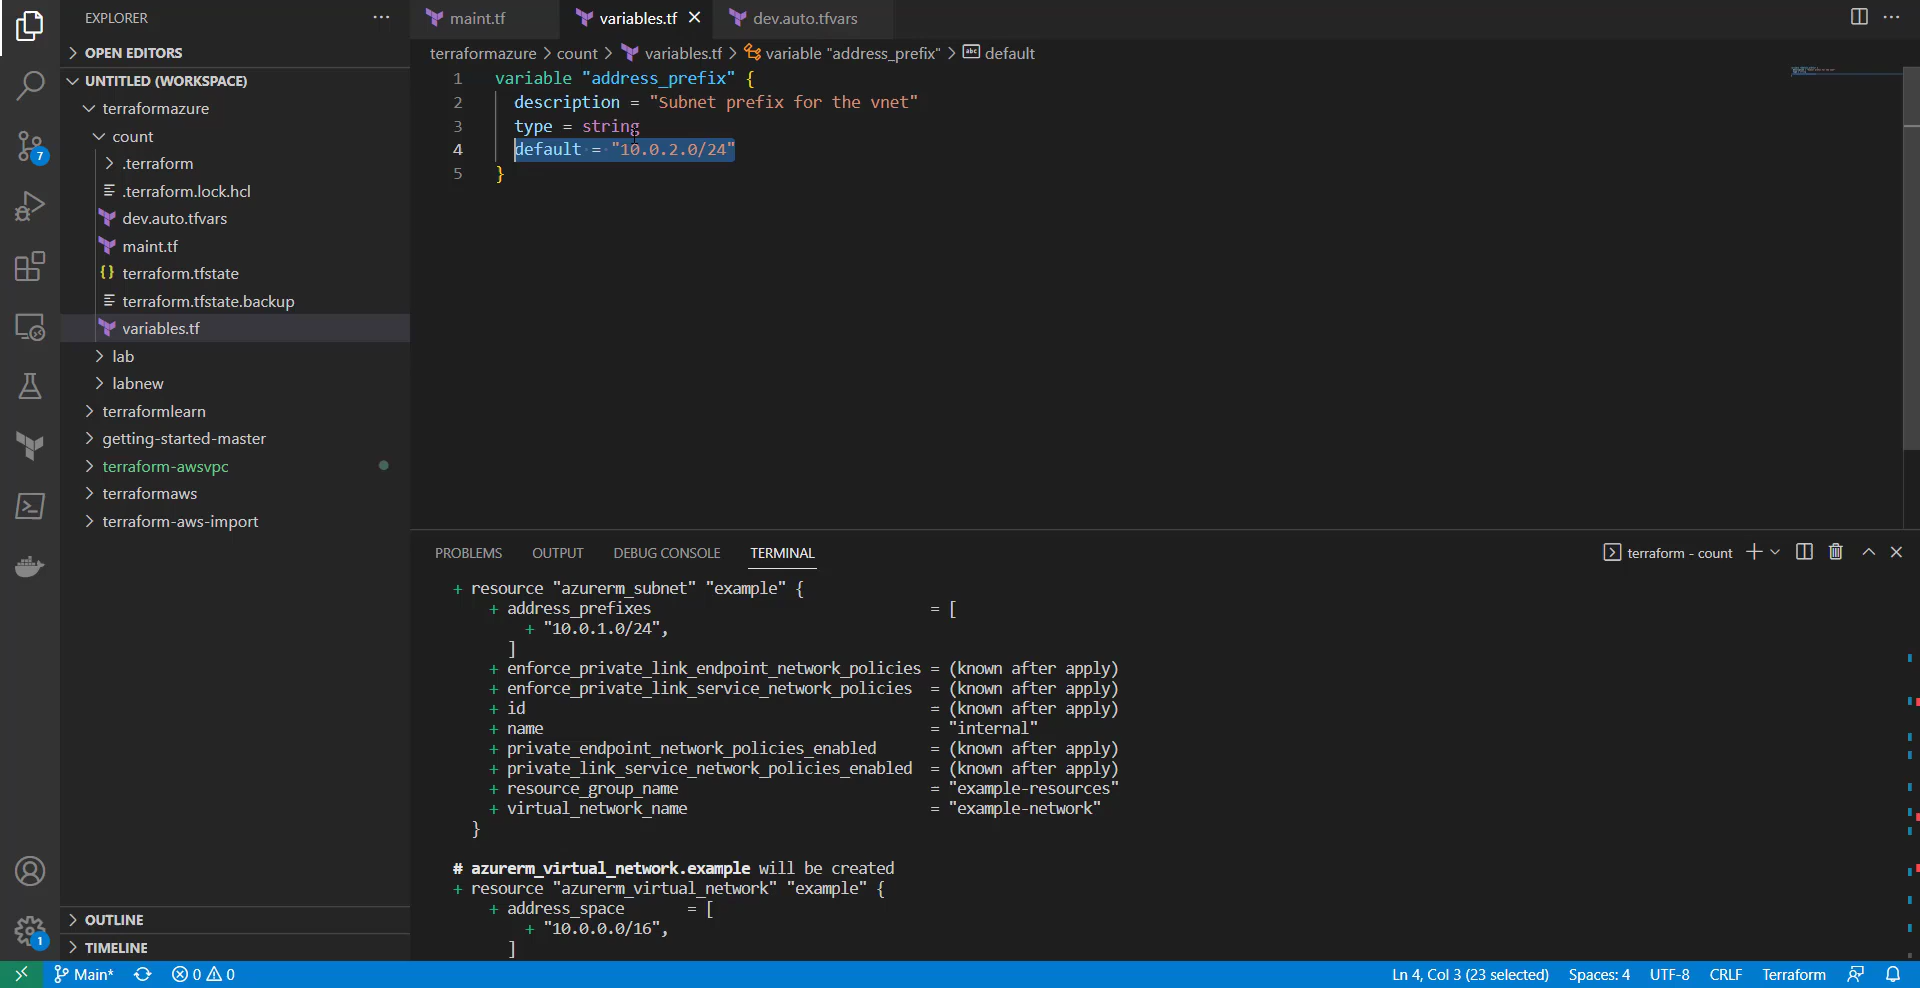 EXPLORER
OPEN EDITORS
UNTITLED (WORKSPACE)
terraformazure
count
.terraform
.terraform.lock.hcl
dev.auto.tfvars
maint.tf
terraform.tfstate
terraform.tfstate.backup
variables.tf
lab
labnew
terraformlearn
getting-started-master
terraform-awsvpc
terraformaws
terraform-aws-import
OUTLINE
TIMELINE
7
1
maint.tf variables.tf dev.auto.tfvars
terraformazure > count > variables.tf > variable "address_prefix" > abc default
1 variable "address_prefix" {
2 description = "Subnet prefix for the vnet"
3 type = string
4 default = "10.0.2.0/24"
5 }
PROBLEMS OUTPUT DEBUG CONSOLE TERMINAL terraform - count
+ resource "azurerm_subnet" "example" {
+ address_prefixes = [
+ "10.0.1.0/24",
]
+ enforce_private_link_endpoint_network_policies = (known after apply)
+ enforce_private_link_service_network_policies = (known after apply)
+ id = (known after apply)
+ name = "internal"
+ private_endpoint_network_policies_enabled = (known after apply)
+ private_link_service_network_policies_enabled = (known after apply)
+ resource_group_name = "example-resources"
+ virtual_network_name = "example-network"
}
# azurerm_virtual_network.example will be created
+ resource "azurerm_virtual_network" "example" {
+ address_space = [
+ "10.0.0.0/16",
]
Main* 0 0 Ln 4, Col 3 (23 selected) Spaces: 4 UTF-8 CRLF Terraform